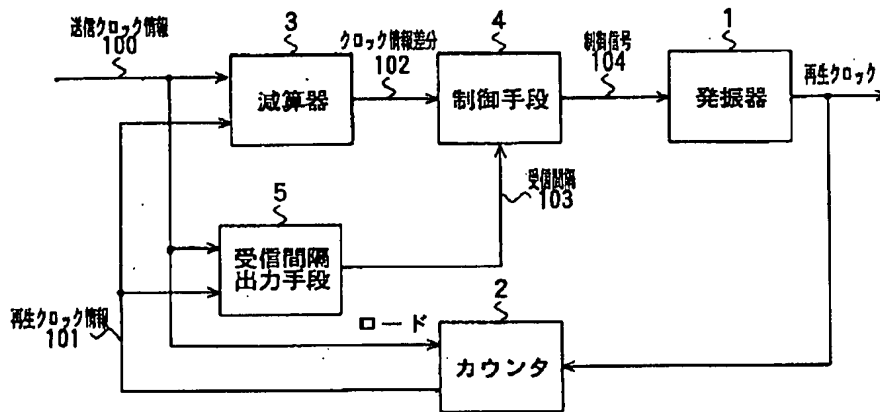 送信クロック情報
100
3
減算器
クロック情報差分
102
4
制御手段
制御信号
104
1
発振器
再生クロック
受信間隔
103
5
受信間隔
出力手段
再生クロック情報
101
ロード
2
カウンタ